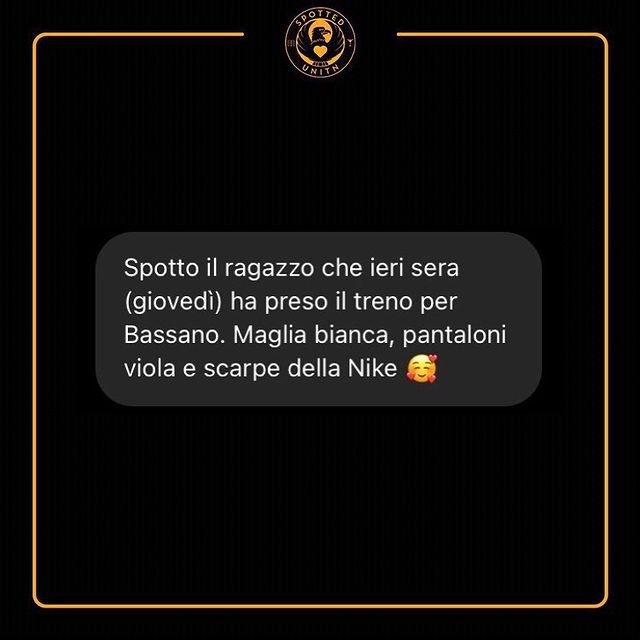 SPOTTED
UNITN
Spotto il ragazzo che ieri sera
(giovedì) ha preso il treno per
Bassano. Maglia bianca, pantaloni
viola e scarpe della Nike 🥰